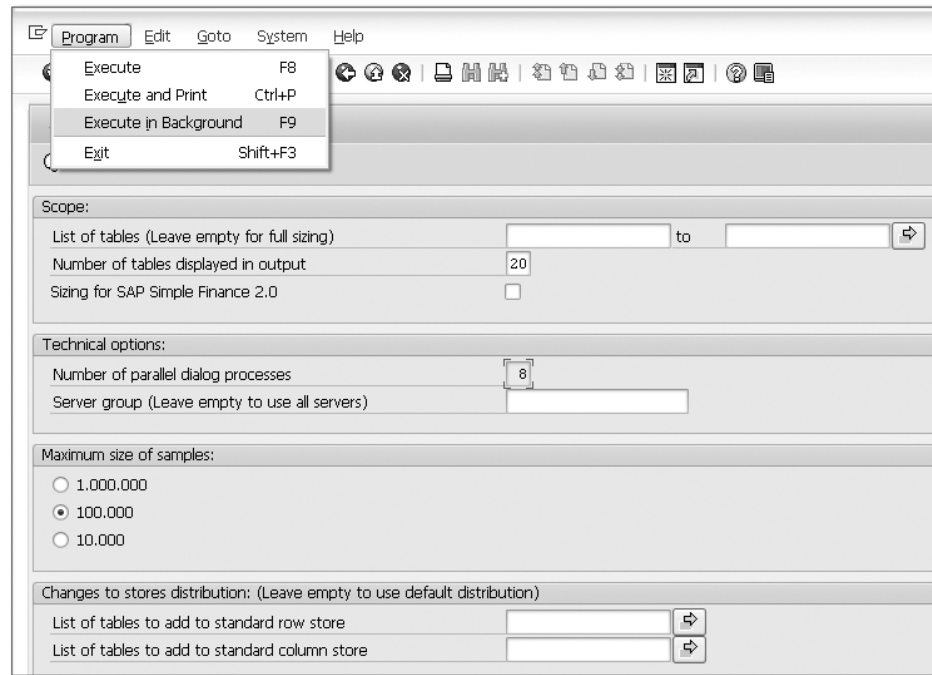 Program Edit Goto System Help
Execute F8
Execute and Print Ctrl+P
Execute in Background F9
Exit Shift+F3
Scope:
List of tables (Leave empty for full sizing) to
Number of tables displayed in output 20
Sizing for SAP Simple Finance 2.0
Technical options:
Number of parallel dialog processes 8
Server group (Leave empty to use all servers)
Maximum size of samples:
1.000.000
100.000
10.000
Changes to stores distribution: (Leave empty to use default distribution)
List of tables to add to standard row store
List of tables to add to standard column store